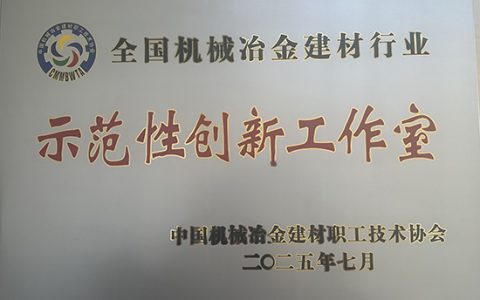 全国机械冶金建材行业
CMMBWTA
示范性创新工作室
中国机械冶金建材职工技术协会
二〇二五年七月